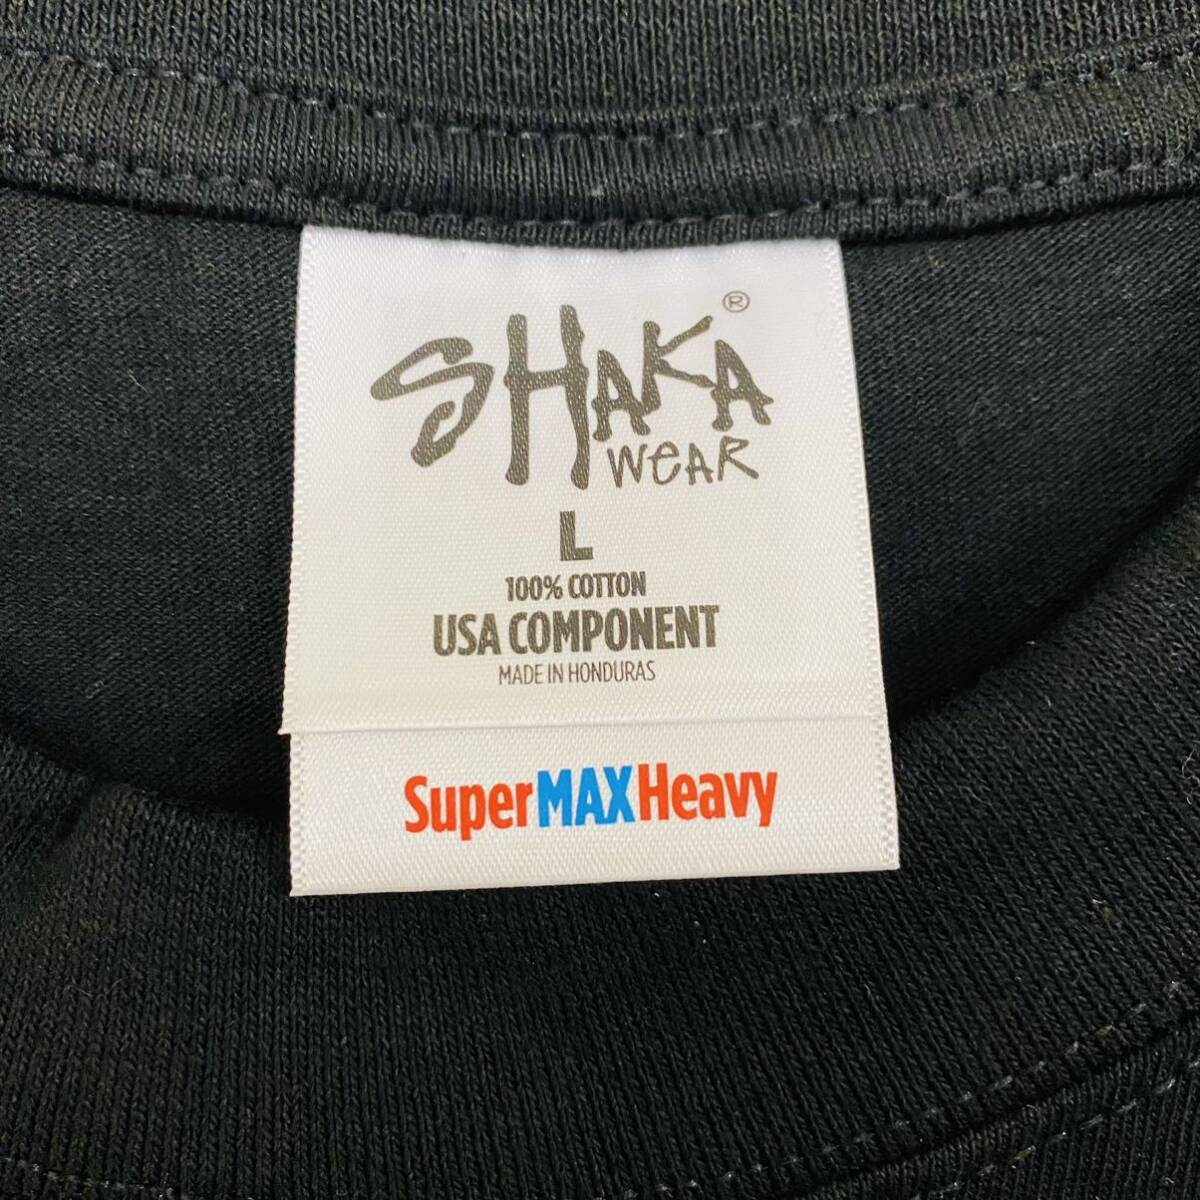 SHAKA ®
WEAR
L
100% COTTON
USA COMPONENT
MADE IN HONDURAS
SuperMAXHeavy